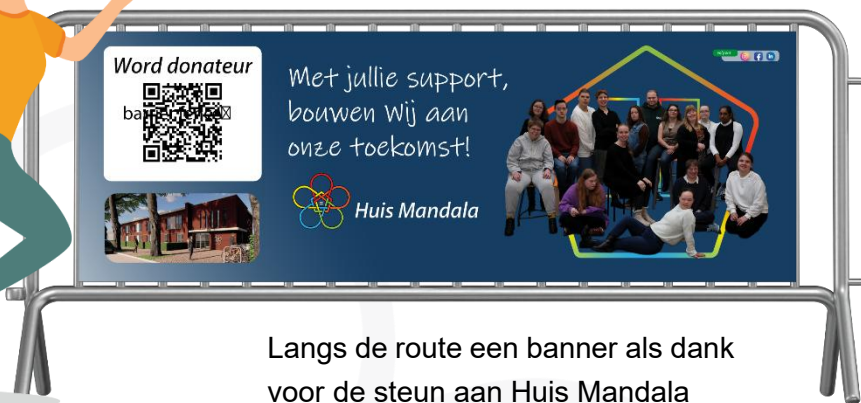 Word donateur
Met jullie support,
bouwen Wij aan
onze toekomst!
Huis Mandala
Langs de route een banner als dank
voor de steun aan Huis Mandala